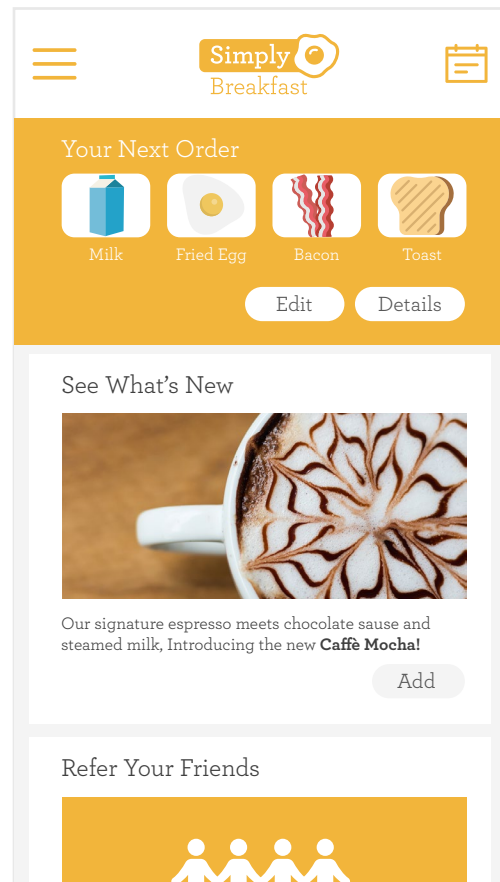 Simply
Breakfast
Your Next Order
Milk
Fried Egg
Bacon
Toast
Edit
Details
See What's New
Our signature espresso meets chocolate sause and
steamed milk, Introducing the new Caffè Mocha!
Add
Refer Your Friends